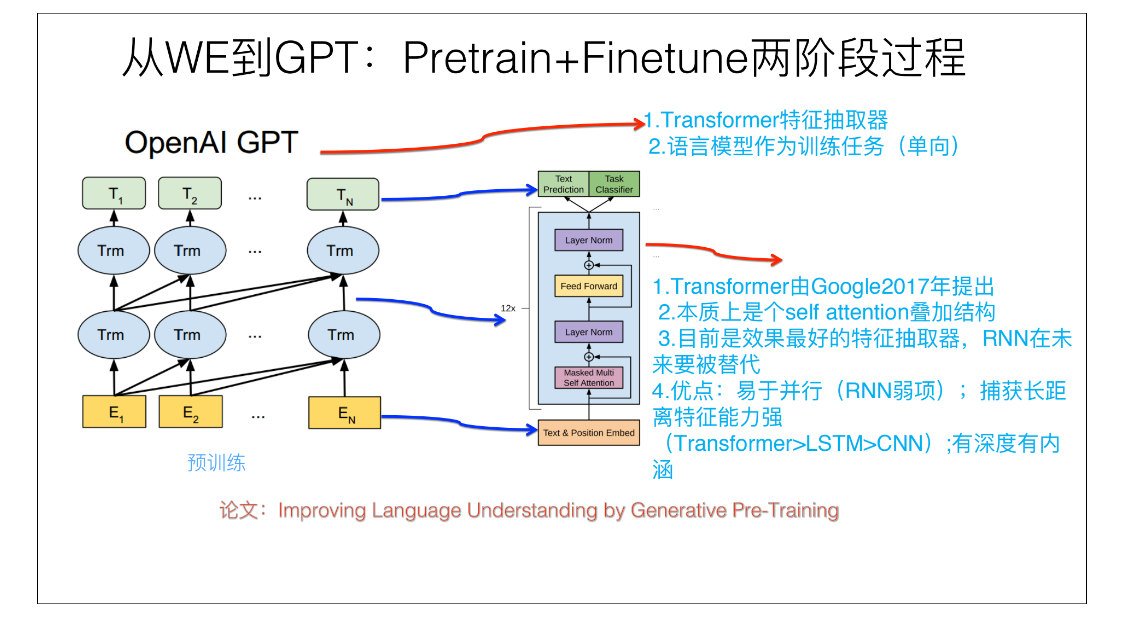 从WE到GPT：Pretrain+Finetune两阶段过程
OpenAI GPT
1.Transformer特征抽取器
2.语言模型作为训练任务（单向）
T1 T2 ... TN
Trm Trm ... Trm
Trm Trm ... Trm
E1 E2 ... EN
预训练
Text Prediction
Task Classifier
...
...
12x
Layer Norm
+
Feed Forward
Layer Norm
+
Masked Multi
Self Attention
Text & Position Embed
1.Transformer由Google2017年提出
2.本质上是个self attention叠加结构
3.目前是效果最好的特征抽取器，RNN在未
来要被替代
4.优点：易于并行（RNN弱项）；捕获长距
离特征能力强
（Transformer>LSTM>CNN）;有深度有内
涵
论文：Improving Language Understanding by Generative Pre-Training